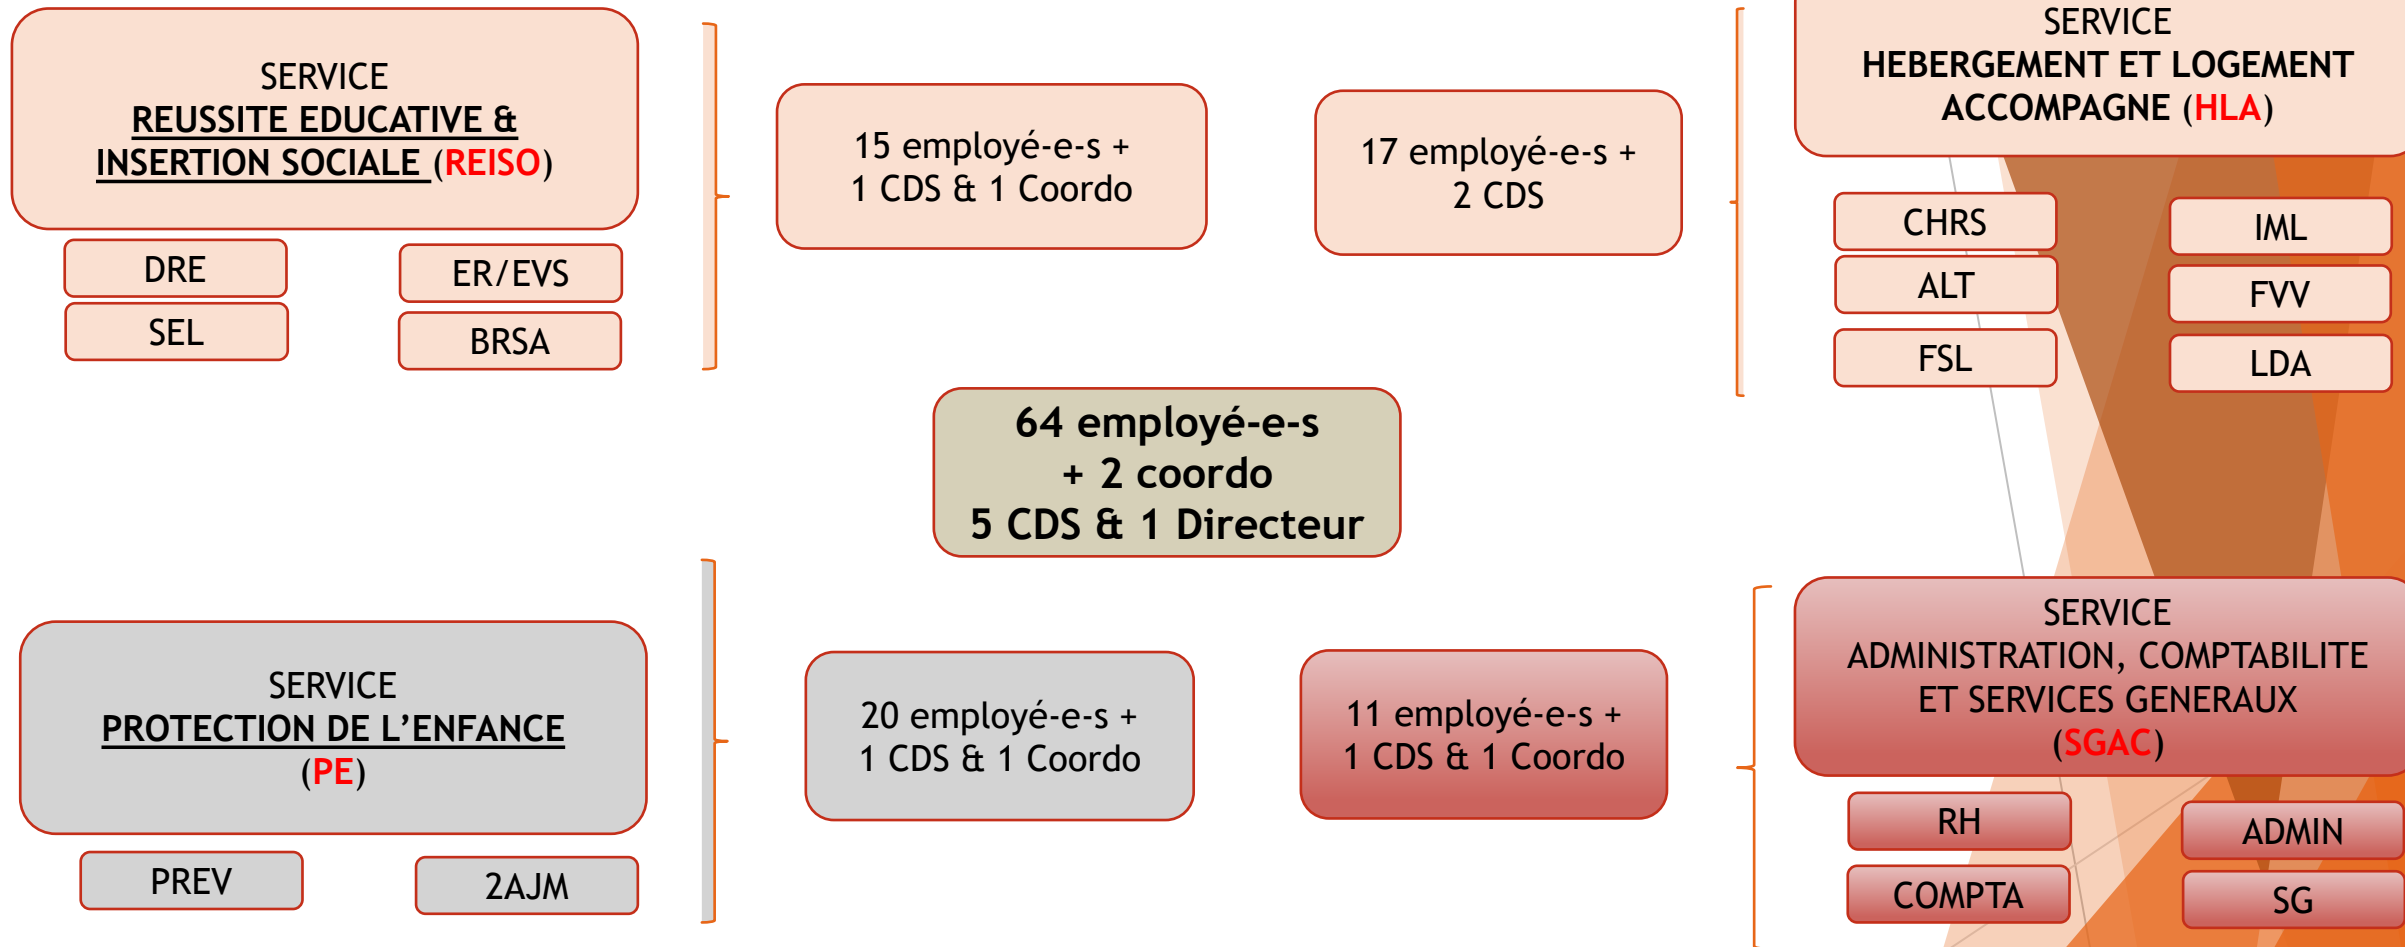 SERVICE
REUSSITE EDUCATIVE &
INSERTION SOCIALE (REISO)
DRE
ER/EVS
SEL
BRSA
15 employé-e-s +
1 CDS & 1 Coordo
17 employé-e-s +
2 CDS
SERVICE
HEBERGEMENT ET LOGEMENT
ACCOMPAGNE (HLA)
CHRS
IML
ALT
FVV
FSL
LDA
64 employé-e-s
+ 2 coordo
5 CDS & 1 Directeur
SERVICE
PROTECTION DE L’ENFANCE
(PE)
PREV
2AJM
20 employé-e-s +
1 CDS & 1 Coordo
11 employé-e-s +
1 CDS & 1 Coordo
SERVICE
ADMINISTRATION, COMPTABILITE
ET SERVICES GENERAUX
(SGAC)
RH
ADMIN
COMPTA
SG